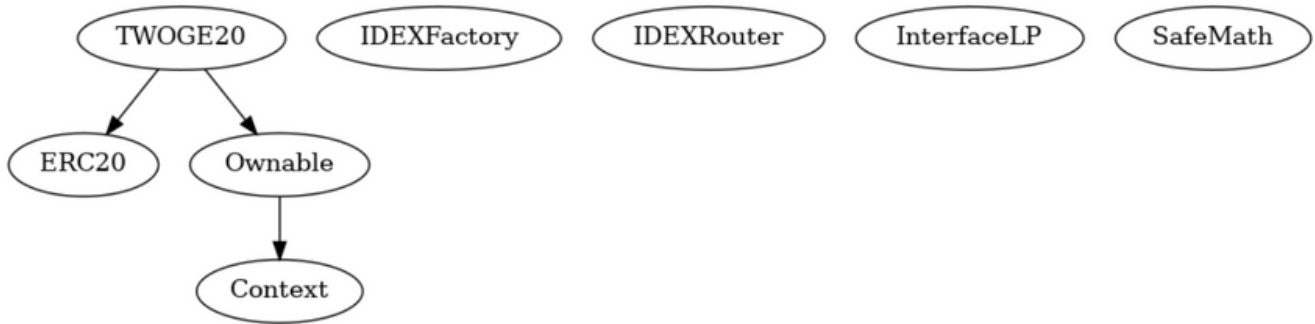 TWOGE20 IDEXFactory IDEXRouter InterfaceLP SafeMath
ERC20 Ownable
Context